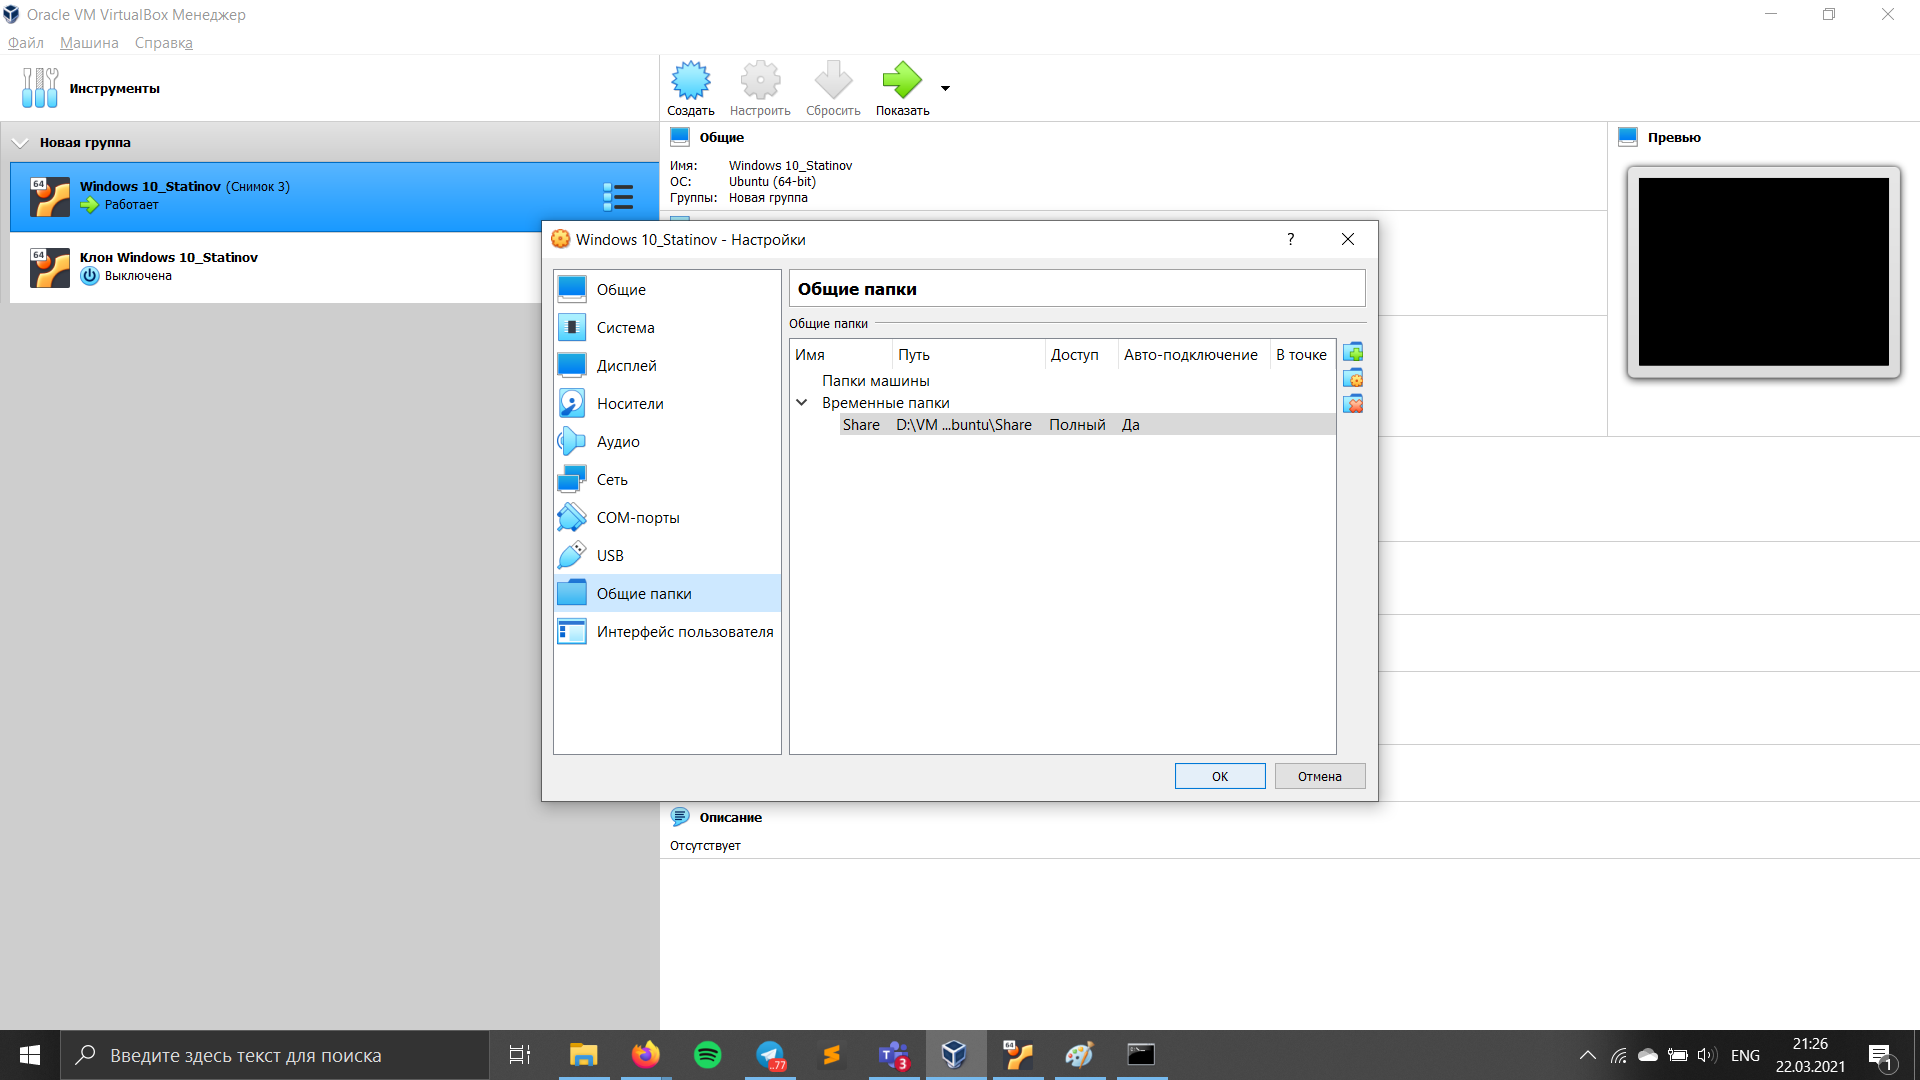 Oracle VM VirtualBox Менеджер
Файл Машина Справка
Инструменты
Создать Настроить Сбросить Показать
Новая группа
64
Windows 10_Statinov (Снимок 3)
Работает
64
Клон Windows 10_Statinov
Выключена
Общие
Имя: Windows 10_Statinov
ОС: Ubuntu (64-bit)
Группы: Новая группа
Превью
Windows 10_Statinov - Настройки
?
Общие
Система
Дисплей
Носители
Аудио
Сеть
COM-порты
USB
Общие папки
Интерфейс пользователя
Общие папки
Общие папки
Имя Путь Доступ Авто-подключение В точке
Папки машины
Временные папки
Share D:\VM ...buntu\Share Полный Да
OK Отмена
Описание
Отсутствует
Введите здесь текст для поиска
..77
3
64
ENG
21:26
22.03.2021
1